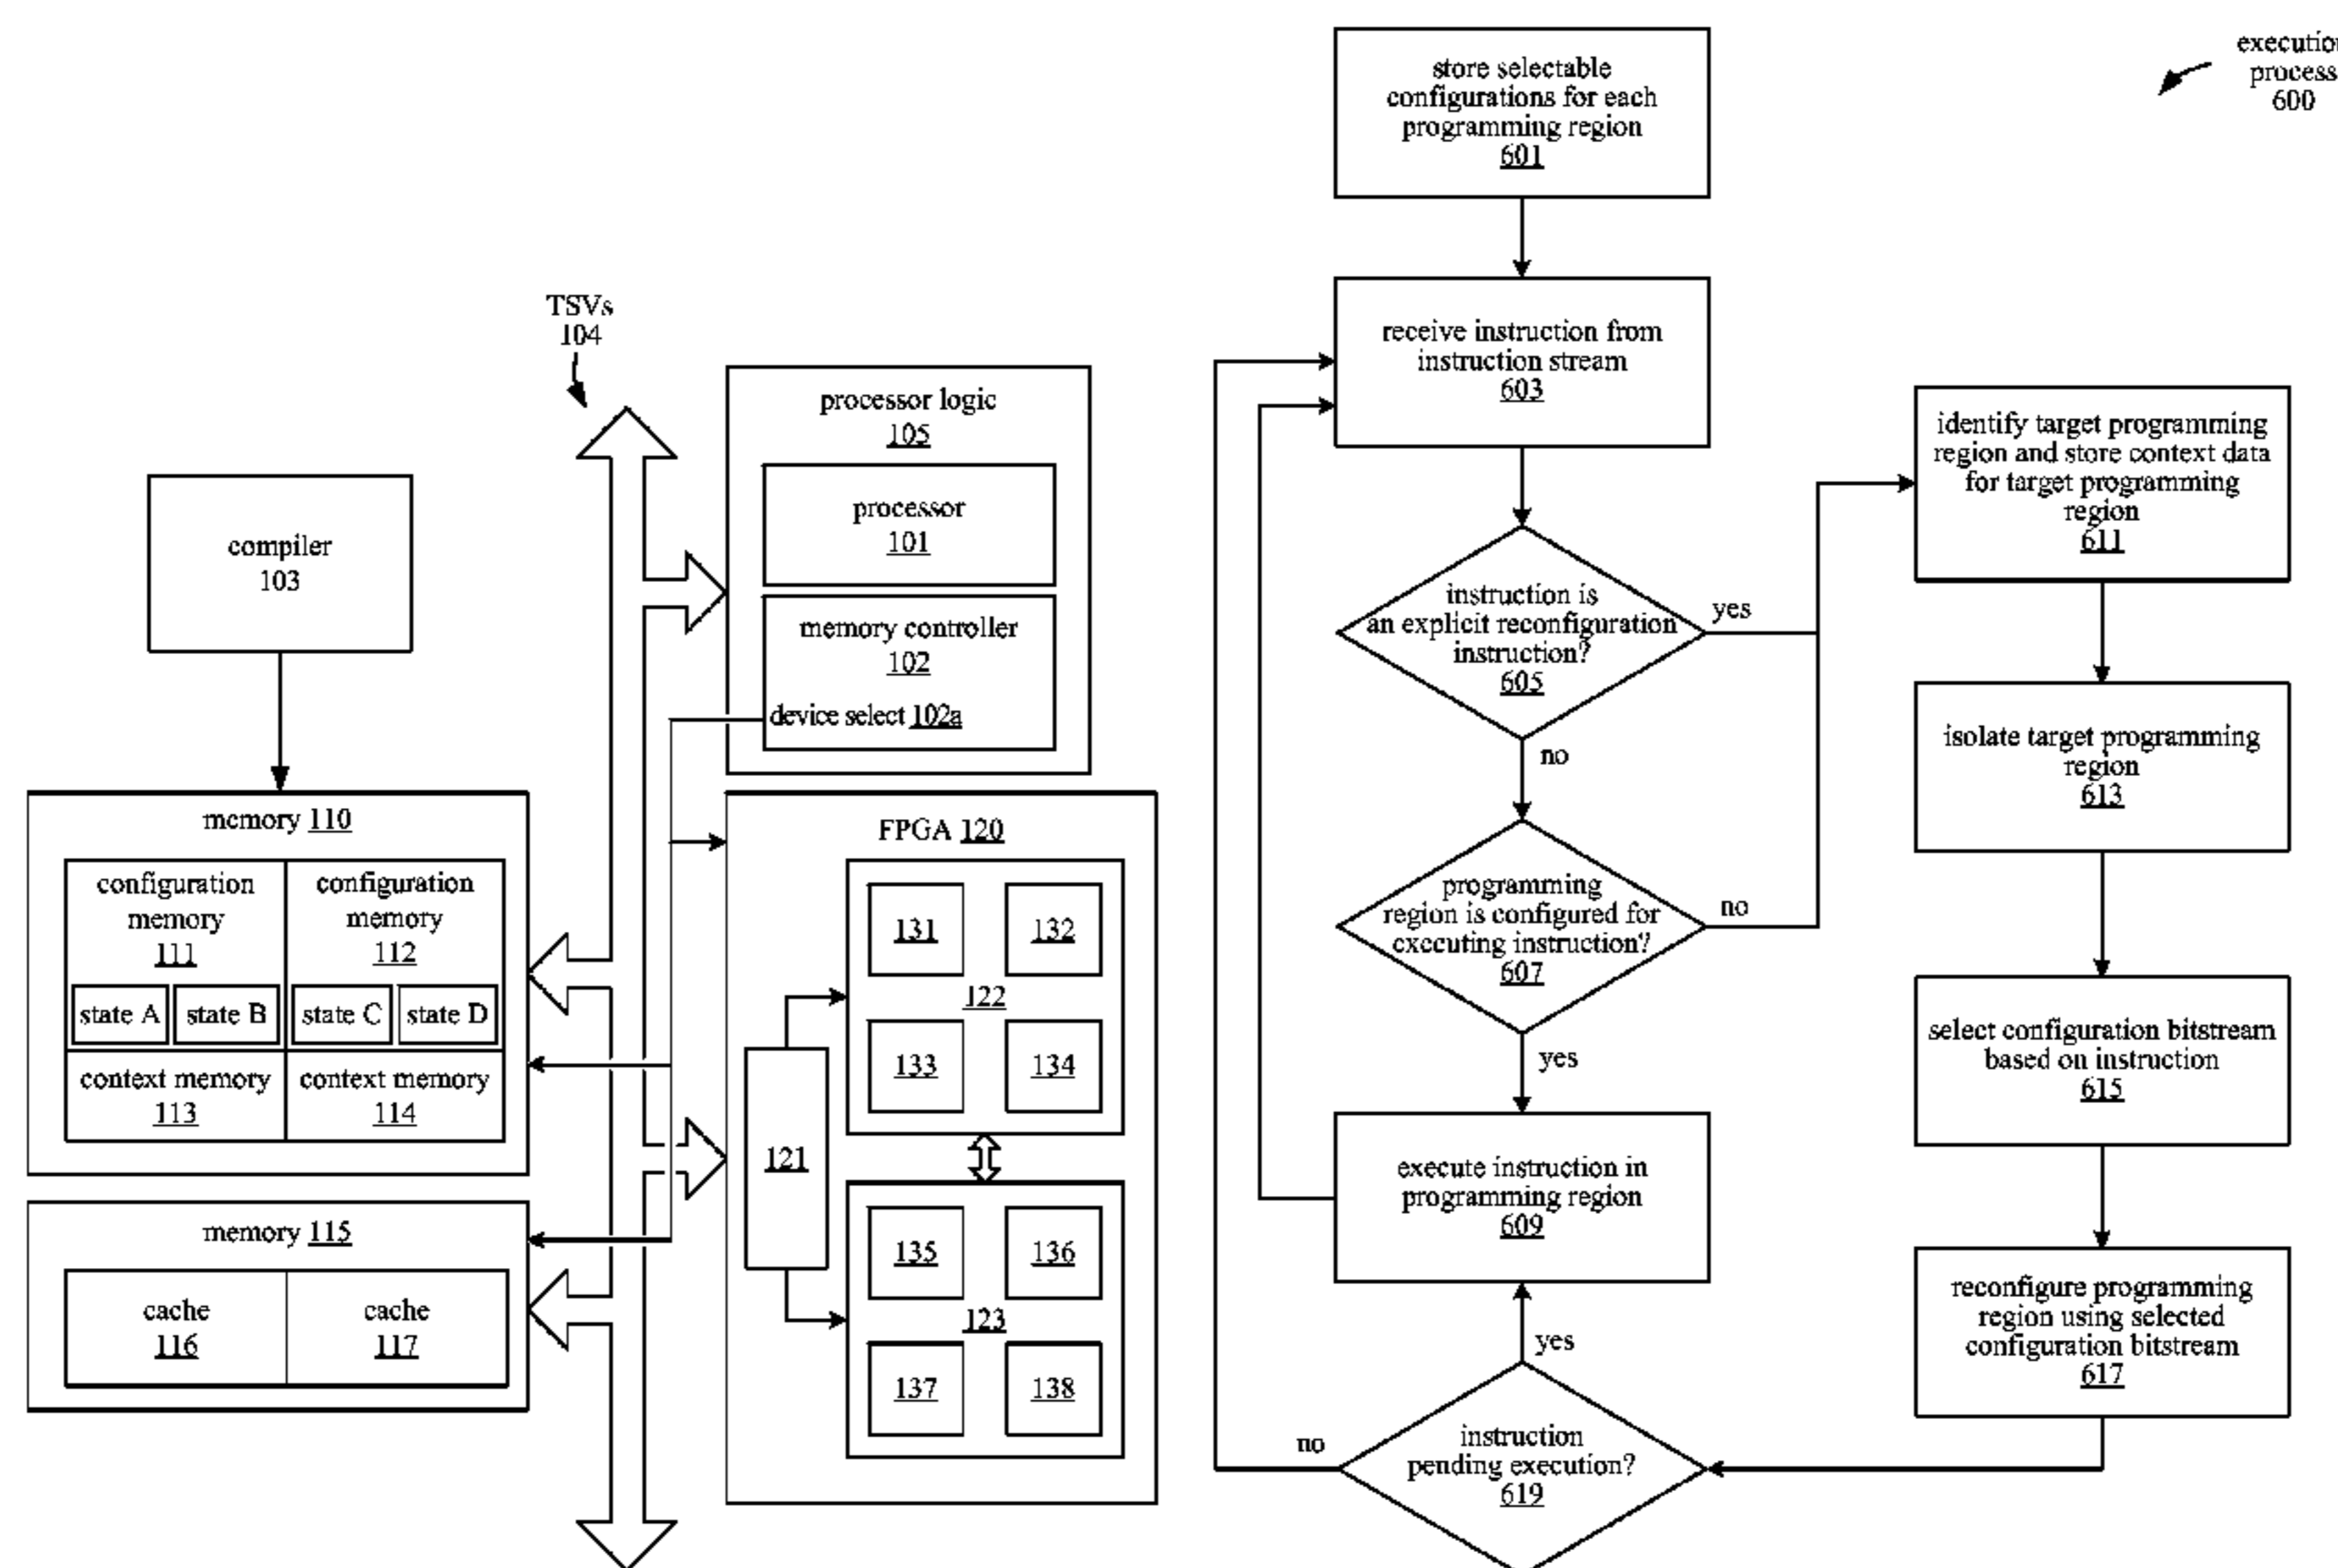 TSVs
104
processor logic
105
processor
101
memory controller
102
device select 102a
compiler
103
memory 110
configuration
memory
111
configuration
memory
112
state A
state B
state C
state D
context memory
113
context memory
114
memory 115
cache
116
cache
117
FPGA 120
121
131
132
122
133
134
135
136
123
137
138
execution
process
600
store selectable
configurations for each
programming region
601
receive instruction from
instruction stream
603
instruction is
an explicit reconfiguration
instruction?
605
yes
no
programming
region is configured for
executing instruction?
607
no
yes
execute instruction in
programming region
609
yes
instruction
pending execution?
619
no
identify target programming
region and store context data
for target programming
region
611
isolate target programming
region
613
select configuration bitstream
based on instruction
615
reconfigure programming
region using selected
configuration bitstream
617